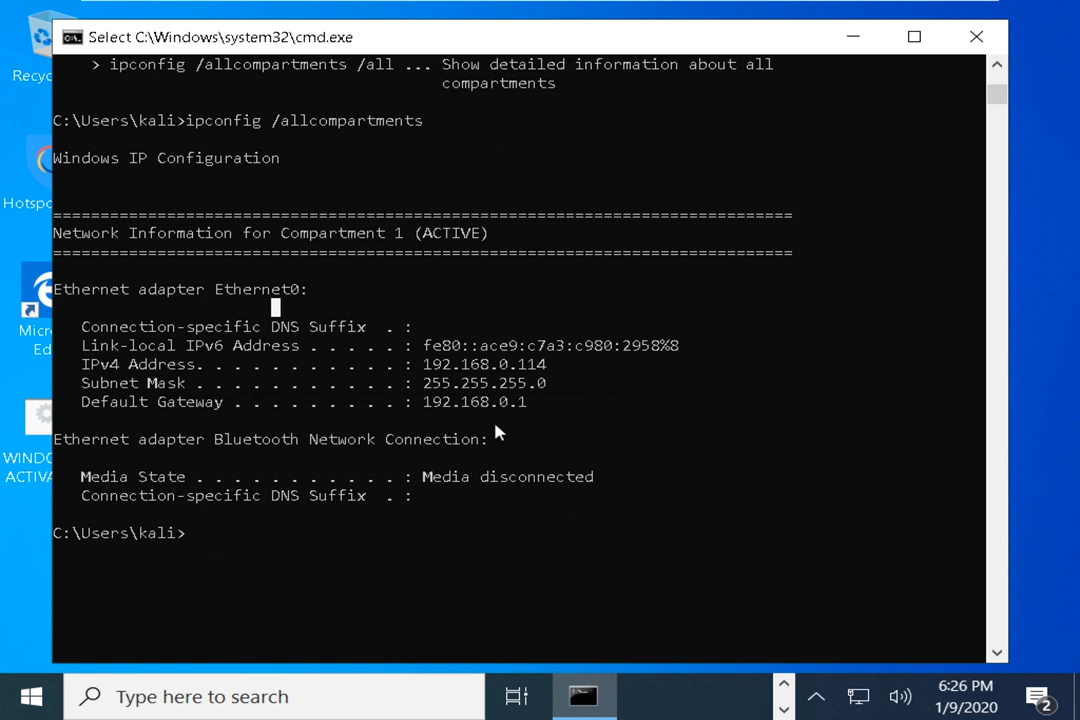 Select C:\Windows\system32\cmd.exe
> ipconfig /allcompartments /all ... Show detailed information about all
compartments
C:\Users\kali>ipconfig /allcompartments
Windows IP Configuration
==============================================================================
Network Information for Compartment 1 (ACTIVE)
==============================================================================
Ethernet adapter Ethernet0:
Connection-specific DNS Suffix . :
Link-local IPv6 Address . . . . . : fe80::ace9:c7a3:c980:2958%8
IPv4 Address. . . . . . . . . . . : 192.168.0.114
Subnet Mask . . . . . . . . . . . : 255.255.255.0
Default Gateway . . . . . . . . . : 192.168.0.1
Ethernet adapter Bluetooth Network Connection:
Media State . . . . . . . . . . . : Media disconnected
Connection-specific DNS Suffix . :
C:\Users\kali>
Recyc
Hotspo
Micr
Ed
WIND
ACTIVA
Type here to search
6:26 PM
1/9/2020
2